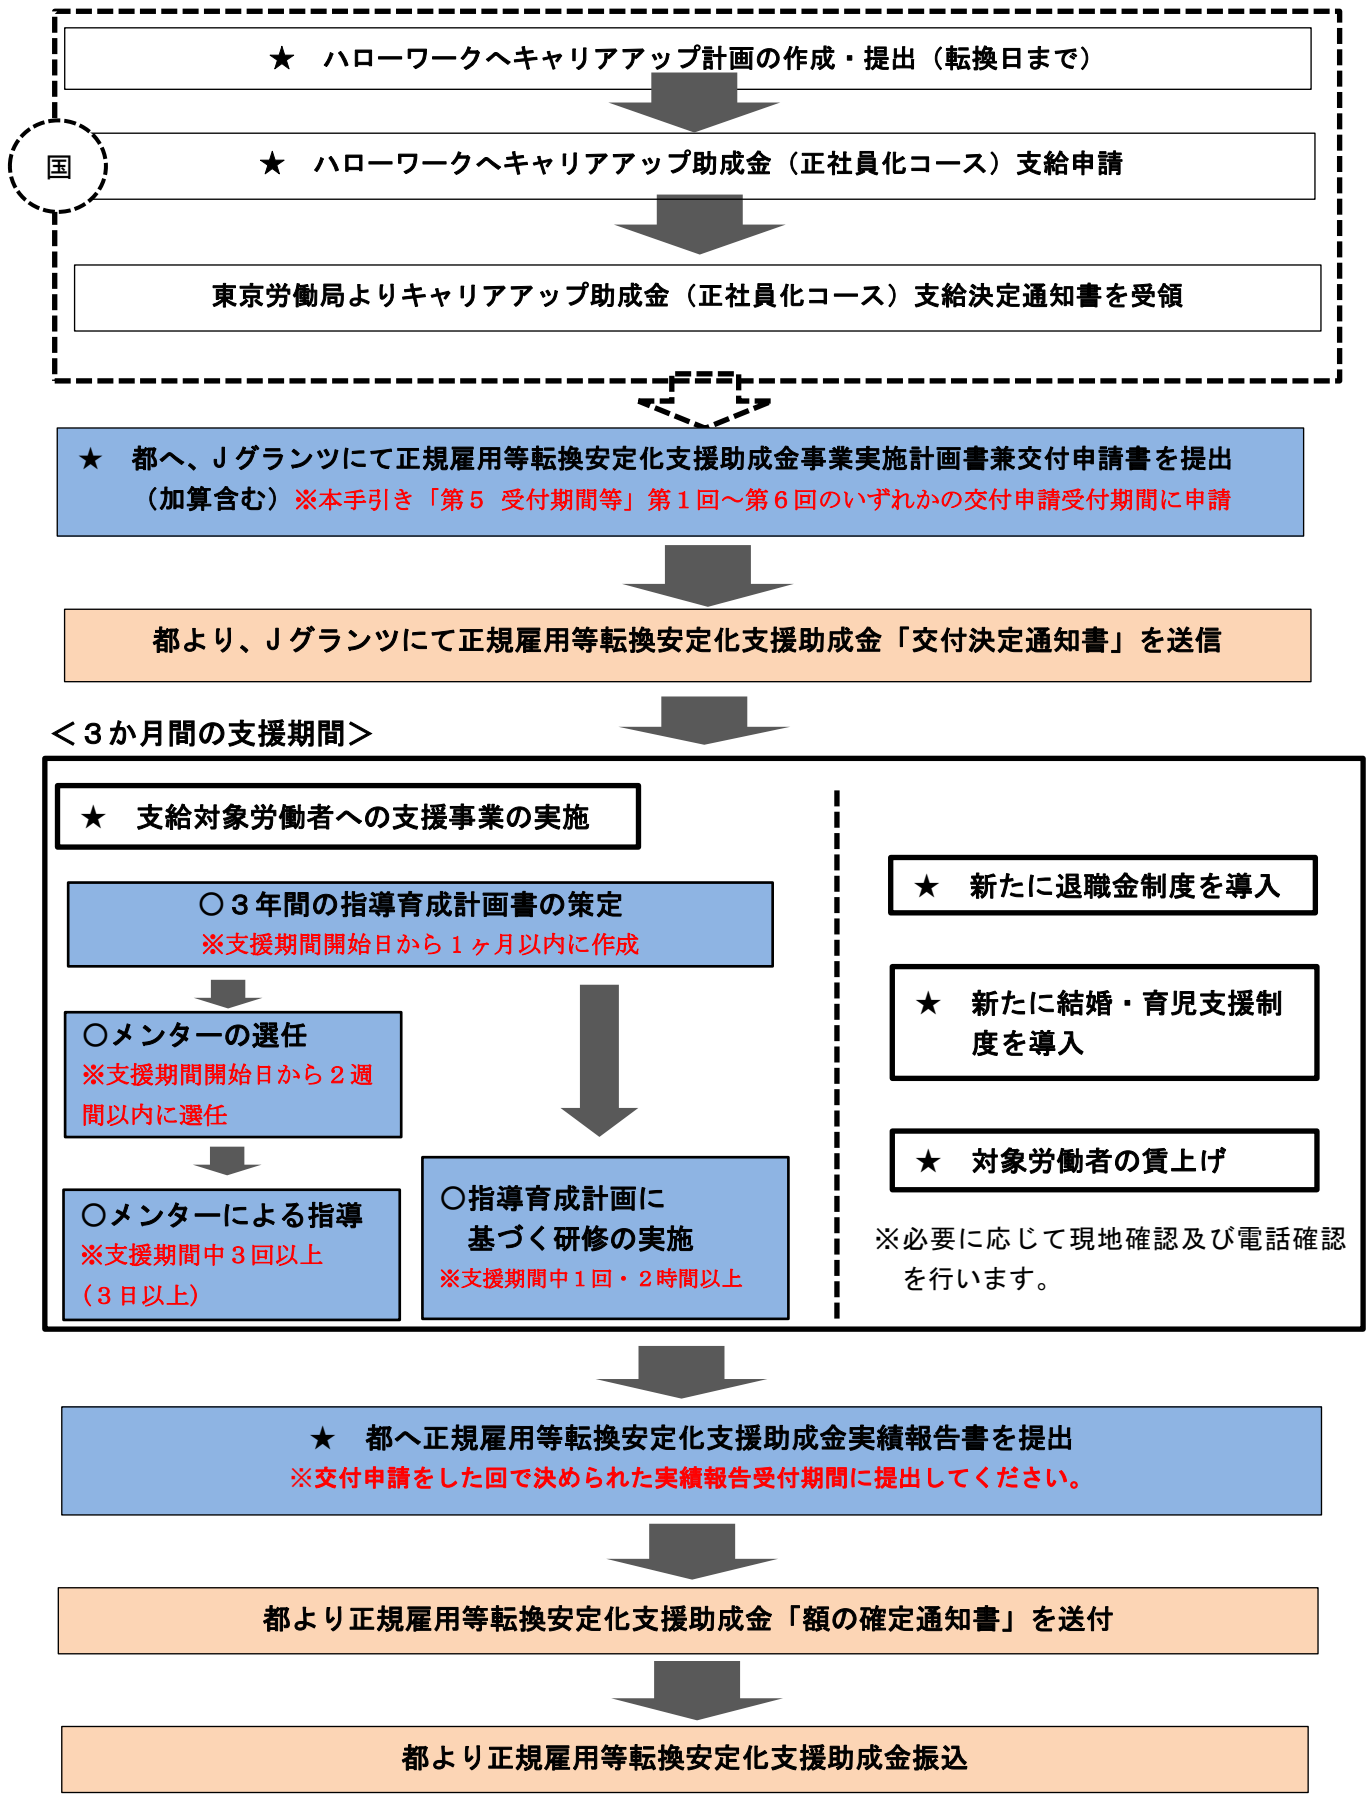 ★　ハローワークへキャリアアップ計画の作成・提出（転換日まで）
国
★　ハローワークへキャリアアップ助成金（正社員化コース）支給申請
東京労働局よりキャリアアップ助成金（正社員化コース）支給決定通知書を受領
★　都へ、Ｊグランツにて正規雇用等転換安定化支援助成金事業実施計画書兼交付申請書を提出
（加算含む）※本手引き「第５ 受付期間等」第１回～第６回のいずれかの交付申請受付期間に申請
都より、Ｊグランツにて正規雇用等転換安定化支援助成金「交付決定通知書」を送信
＜３か月間の支援期間＞
★　支給対象労働者への支援事業の実施
○３年間の指導育成計画書の策定
※支援期間開始日から１ヶ月以内に作成
○メンターの選任
※支援期間開始日から２週
間以内に選任
○メンターによる指導
※支援期間中３回以上
（３日以上）
○指導育成計画に
基づく研修の実施
※支援期間中１回・２時間以上
★　新たに退職金制度を導入
★　新たに結婚・育児支援制
度を導入
★　対象労働者の賃上げ
※必要に応じて現地確認及び電話確認
を行います。
★　都へ正規雇用等転換安定化支援助成金実績報告書を提出
※交付申請をした回で決められた実績報告受付期間に提出してください。
都より正規雇用等転換安定化支援助成金「額の確定通知書」を送付
都より正規雇用等転換安定化支援助成金振込